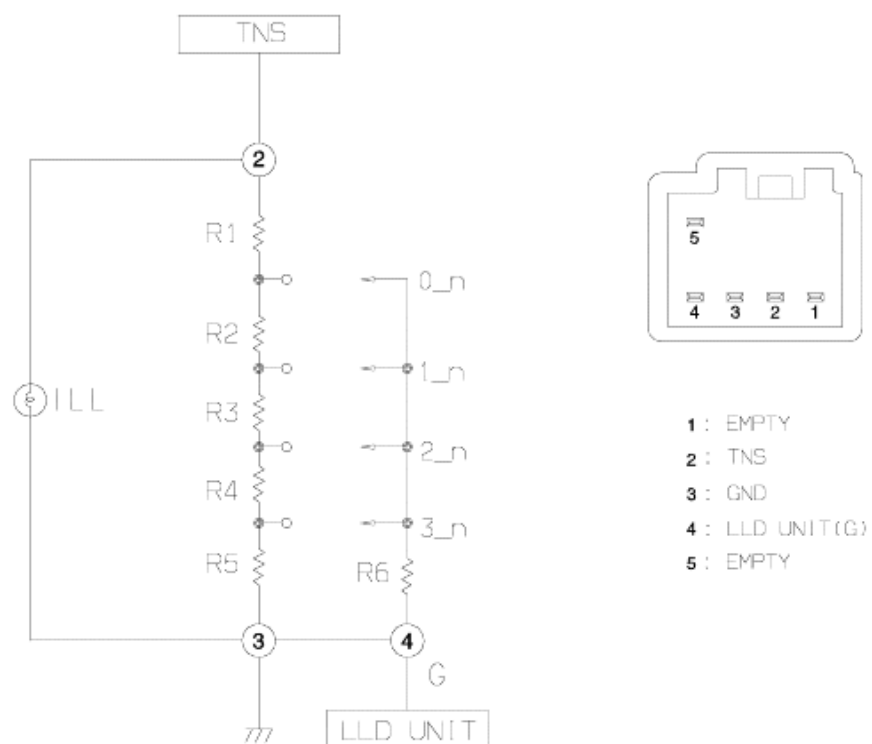 TNS
2
R1
0_n
R2
1_n
ILL
R3
2_n
R4
3_n
R5
R6
3
4
G
LLD UNIT
5
4 3 2 1
1 : EMPTY
2 : TNS
3 : GND
4 : LLD UNIT(G)
5 : EMPTY